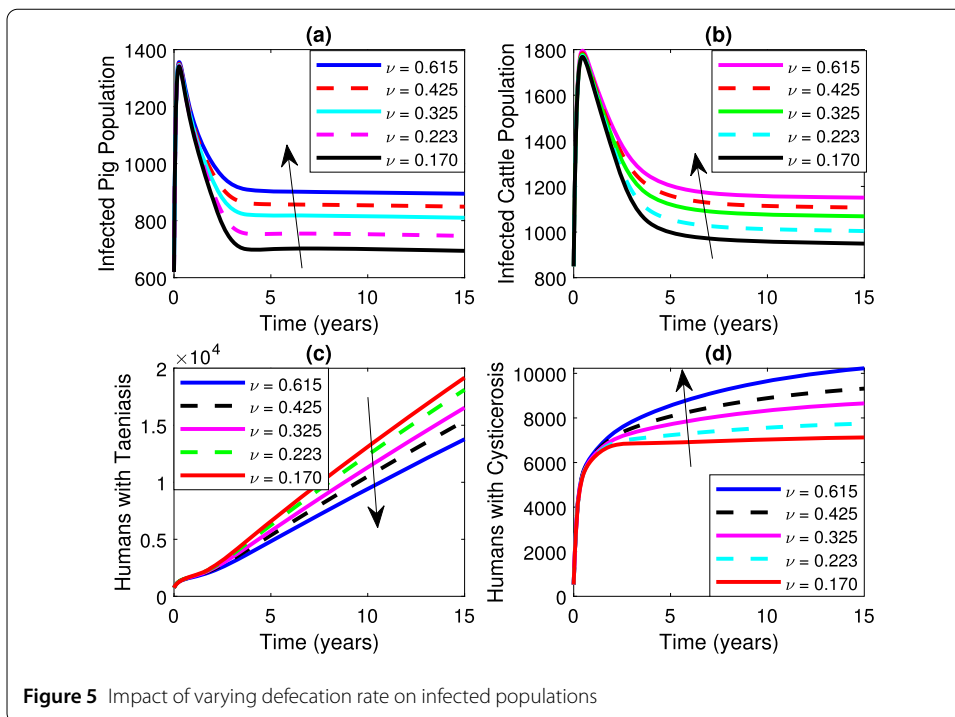 (a)
1400
1200
1000
800
600
Infected Pig Population
ν = 0.615
ν = 0.425
ν = 0.325
ν = 0.223
ν = 0.170
0 5 10 15
Time (years)
(b)
1800
1600
1400
1200
1000
800
Infected Cattle Population
ν = 0.615
ν = 0.425
ν = 0.325
ν = 0.223
ν = 0.170
0 5 10 15
Time (years)
(c)
×10⁴
2
1.5
1
0.5
0
Humans with Taeniasis
ν = 0.615
ν = 0.425
ν = 0.325
ν = 0.223
ν = 0.170
0 5 10 15
Time (years)
(d)
10000
8000
6000
4000
2000
0
Humans with Cysticerosis
ν = 0.615
ν = 0.425
ν = 0.325
ν = 0.223
ν = 0.170
0 5 10 15
Time (years)
Figure 5 Impact of varying defecation rate on infected populations